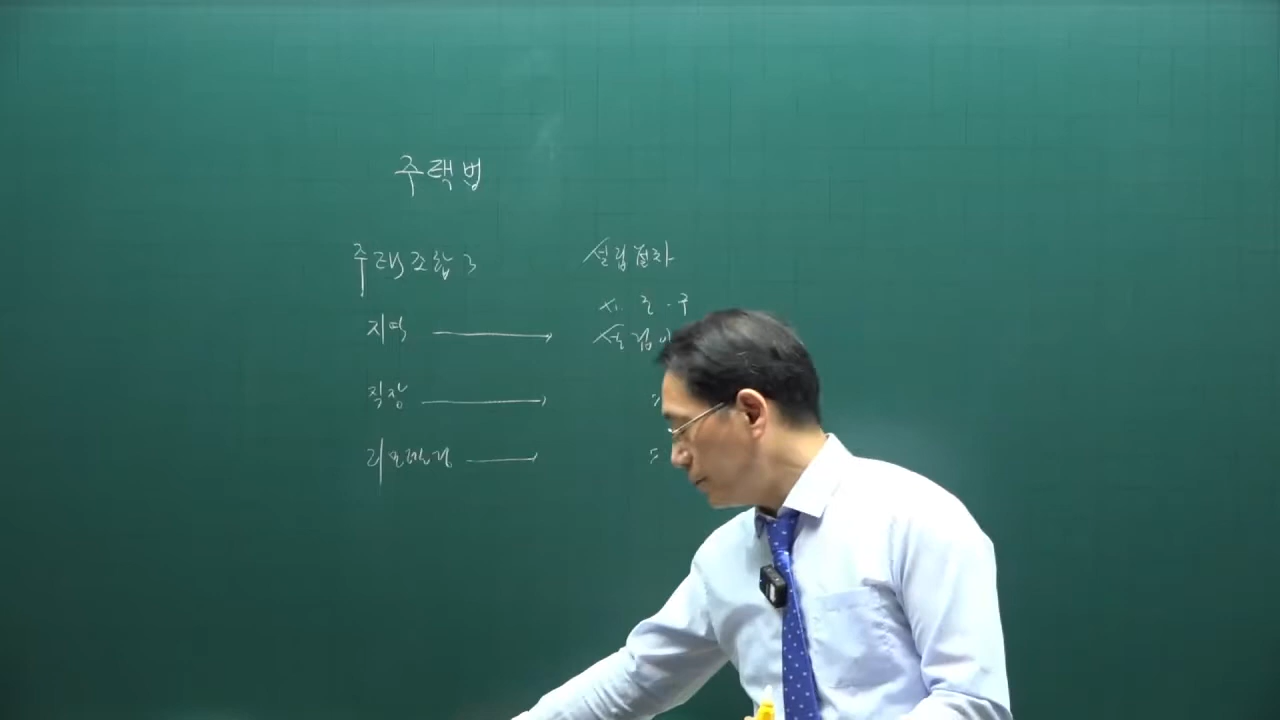 주택법
주택조합 3 설립절차
시·군·구
지역 → 설립
직장 → 〃
리모델링 → 〃